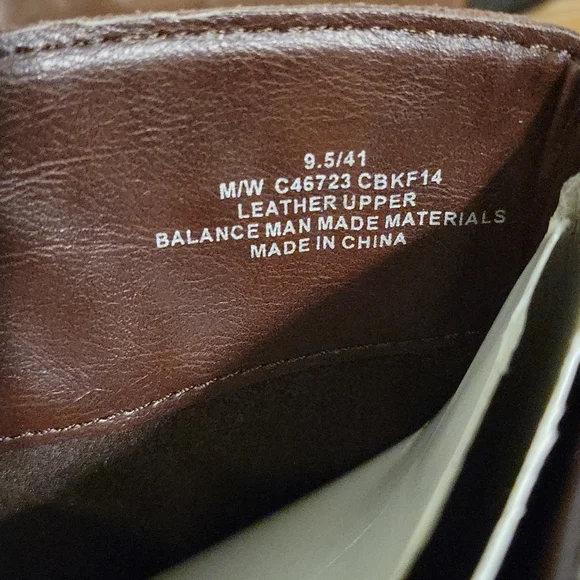 9.5/41
M/W C46723 CBKF14
LEATHER UPPER
BALANCE MAN MADE MATERIALS
MADE IN CHINA